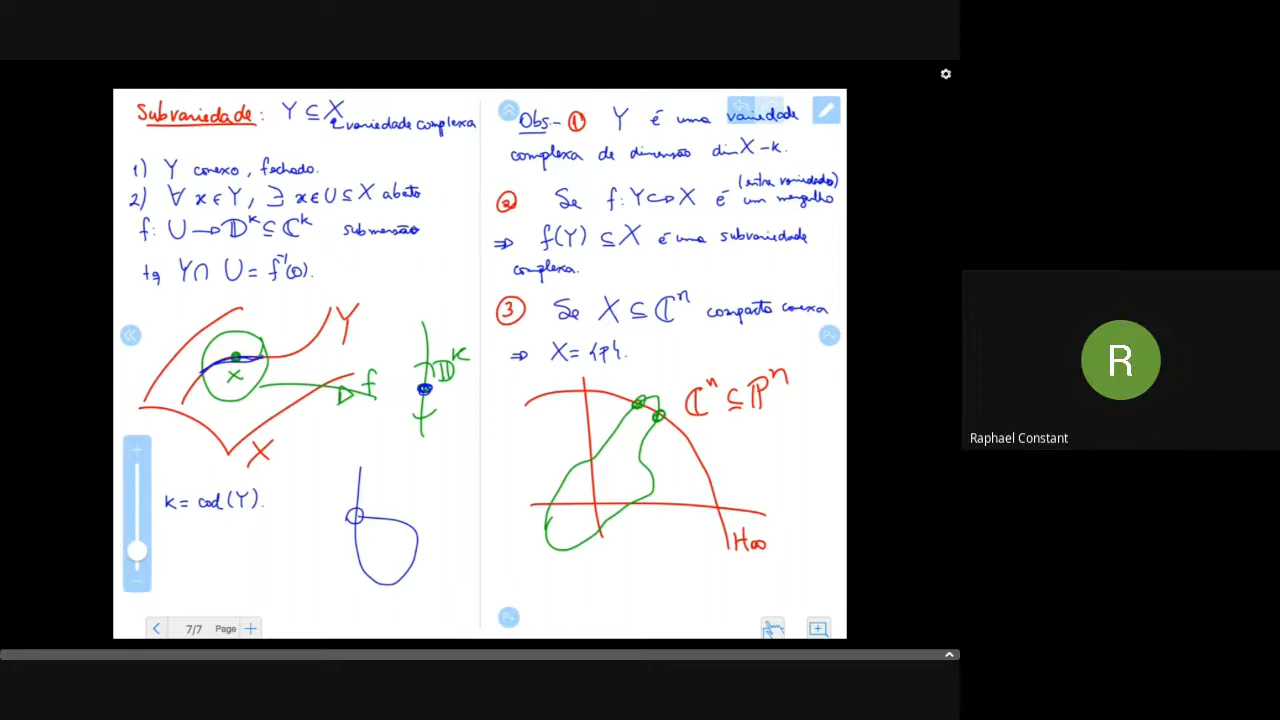 Subvariedade: Y ⊆ X
variedade complexa
1) Y conexo, fechado.
2) ∀ x ∈ Y, ∃ x ∈ U ⊆ X aberto
f: U → 𝔻^k ⊆ ℂ^k submersão
tq Y ∩ U = f^{-1}(0).
Y
x
f
𝔻^k
X
k = cod(Y).
7/7 Page
Obs.- ① Y é uma variedade
complexa de dimensão dim X - k.
(entre variedades)
② Se f: Y ↪ X é um mergulho
⇒ f(Y) ⊆ X é uma subvariedade
complexa.
③ Se X ⊆ ℂ^n compacto conexa
⇒ X = {p}.
ℂ^n ⊆ ℙ^n
H∞
R
Raphael Constant